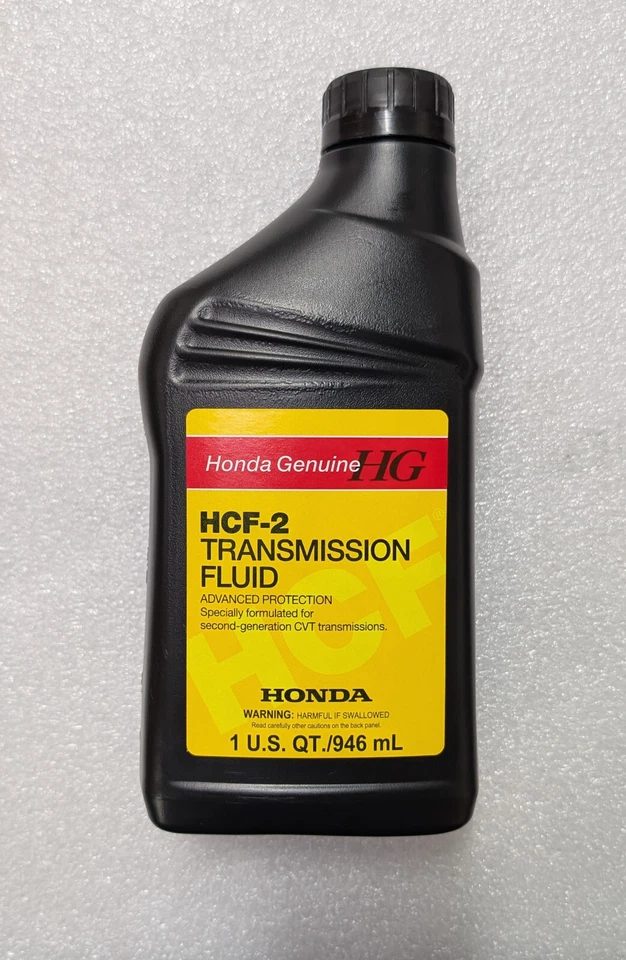 Honda Genuine HG
HCF-2
TRANSMISSION
FLUID
ADVANCED PROTECTION
Specially formulated for
second-generation CVT transmissions.
HCF®
HONDA
WARNING: HARMFUL IF SWALLOWED
Read carefully other cautions on the back panel.
1 U.S. QT./946 mL